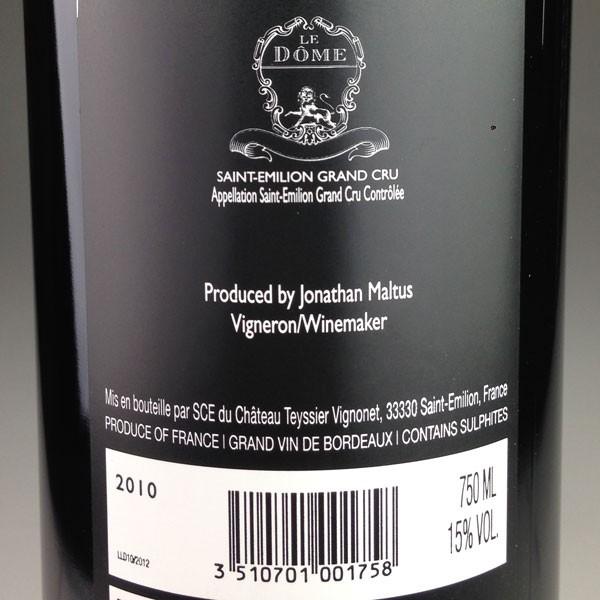 LE
DÔME
SAINT-EMILION GRAND CRU
Appellation Saint-Emilion Grand Cru Contrôlée
Produced by Jonathan Maltus
Vigneron/Winemaker
Mis en bouteille par SCE du Château Teyssier Vignonet, 33330 Saint-Emilion, France
PRODUCE OF FRANCE | GRAND VIN DE BORDEAUX | CONTAINS SULPHITES
2010
750 ML
15% VOL.
LLD10/2012
3 510701 001758